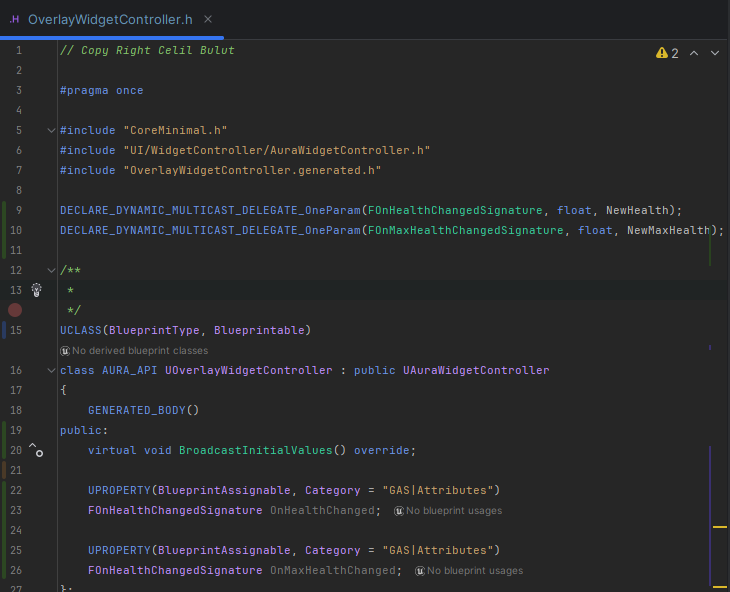 .H OverlayWidgetController.h ×
1 // Copy Right Celil Bulut
2
2
3 #pragma once
4
5 #include "CoreMinimal.h"
6 #include "UI/WidgetController/AuraWidgetController.h"
7 #include "OverlayWidgetController.generated.h"
8
9 DECLARE_DYNAMIC_MULTICAST_DELEGATE_OneParam(FOnHealthChangedSignature, float, NewHealth);
10 DECLARE_DYNAMIC_MULTICAST_DELEGATE_OneParam(FOnMaxHealthChangedSignature, float, NewMaxHealth);
11
12 /**
13 *
*/
15 UCLASS(BlueprintType, Blueprintable)
No derived blueprint classes
16 class AURA_API UOverlayWidgetController : public UAuraWidgetController
17 {
18 GENERATED_BODY()
19 public:
20 virtual void BroadcastInitialValues() override;
21
22 UPROPERTY(BlueprintAssignable, Category = "GAS|Attributes")
23 FOnHealthChangedSignature OnHealthChanged; No blueprint usages
24
25 UPROPERTY(BlueprintAssignable, Category = "GAS|Attributes")
26 FOnHealthChangedSignature OnMaxHealthChanged; No blueprint usages
27 };